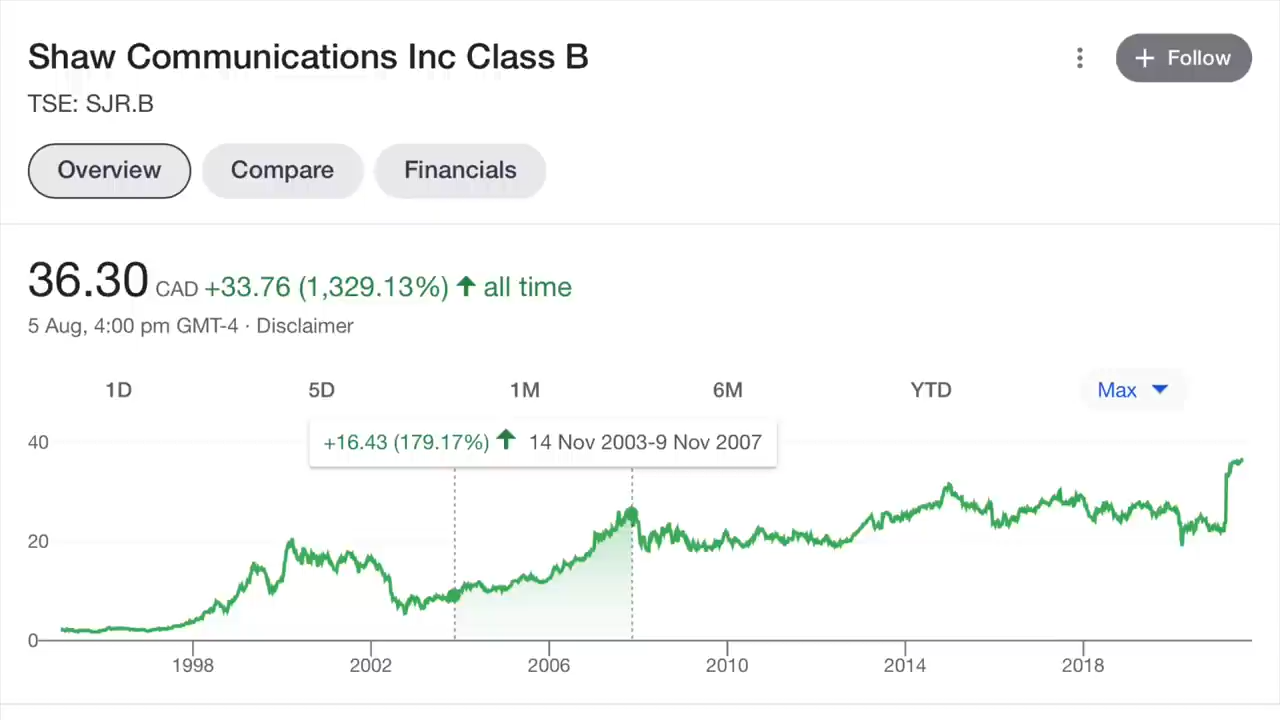 Shaw Communications Inc Class B
+ Follow
TSE: SJR.B
Overview Compare Financials
36.30 CAD +33.76 (1,329.13%) ↑ all time
5 Aug, 4:00 pm GMT-4 · Disclaimer
1D 5D 1M 6M YTD Max
+16.43 (179.17%) ↑ 14 Nov 2003-9 Nov 2007
40
20
0
1998 2002 2006 2010 2014 2018